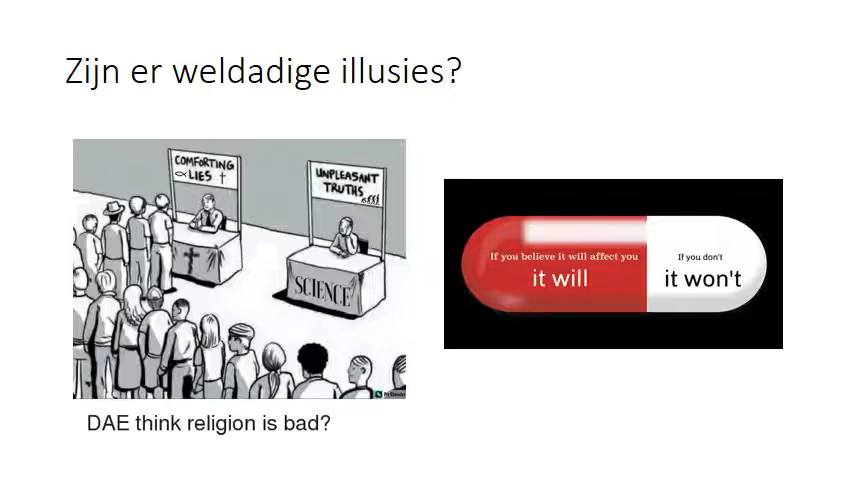 Zijn er weldadige illusies?
COMFORTING
LIES
UNPLEASANT
TRUTHS
SCIENCE
DAE think religion is bad?
If you believe it will affect you
it will
If you don't
it won't